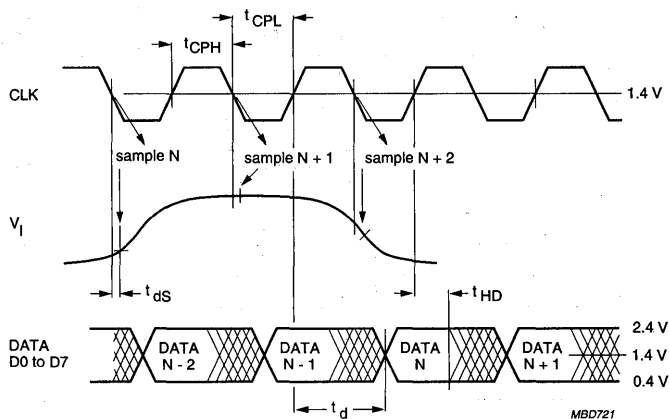 t CPL
t CPH
CLK
1.4 V
sample N
sample N + 1
sample N + 2
VI
t dS
t HD
2.4 V
DATA
D0 to D7
DATA
N - 2
DATA
N - 1
DATA
N
DATA
N + 1
1.4 V
0.4 V
t d
MBD721